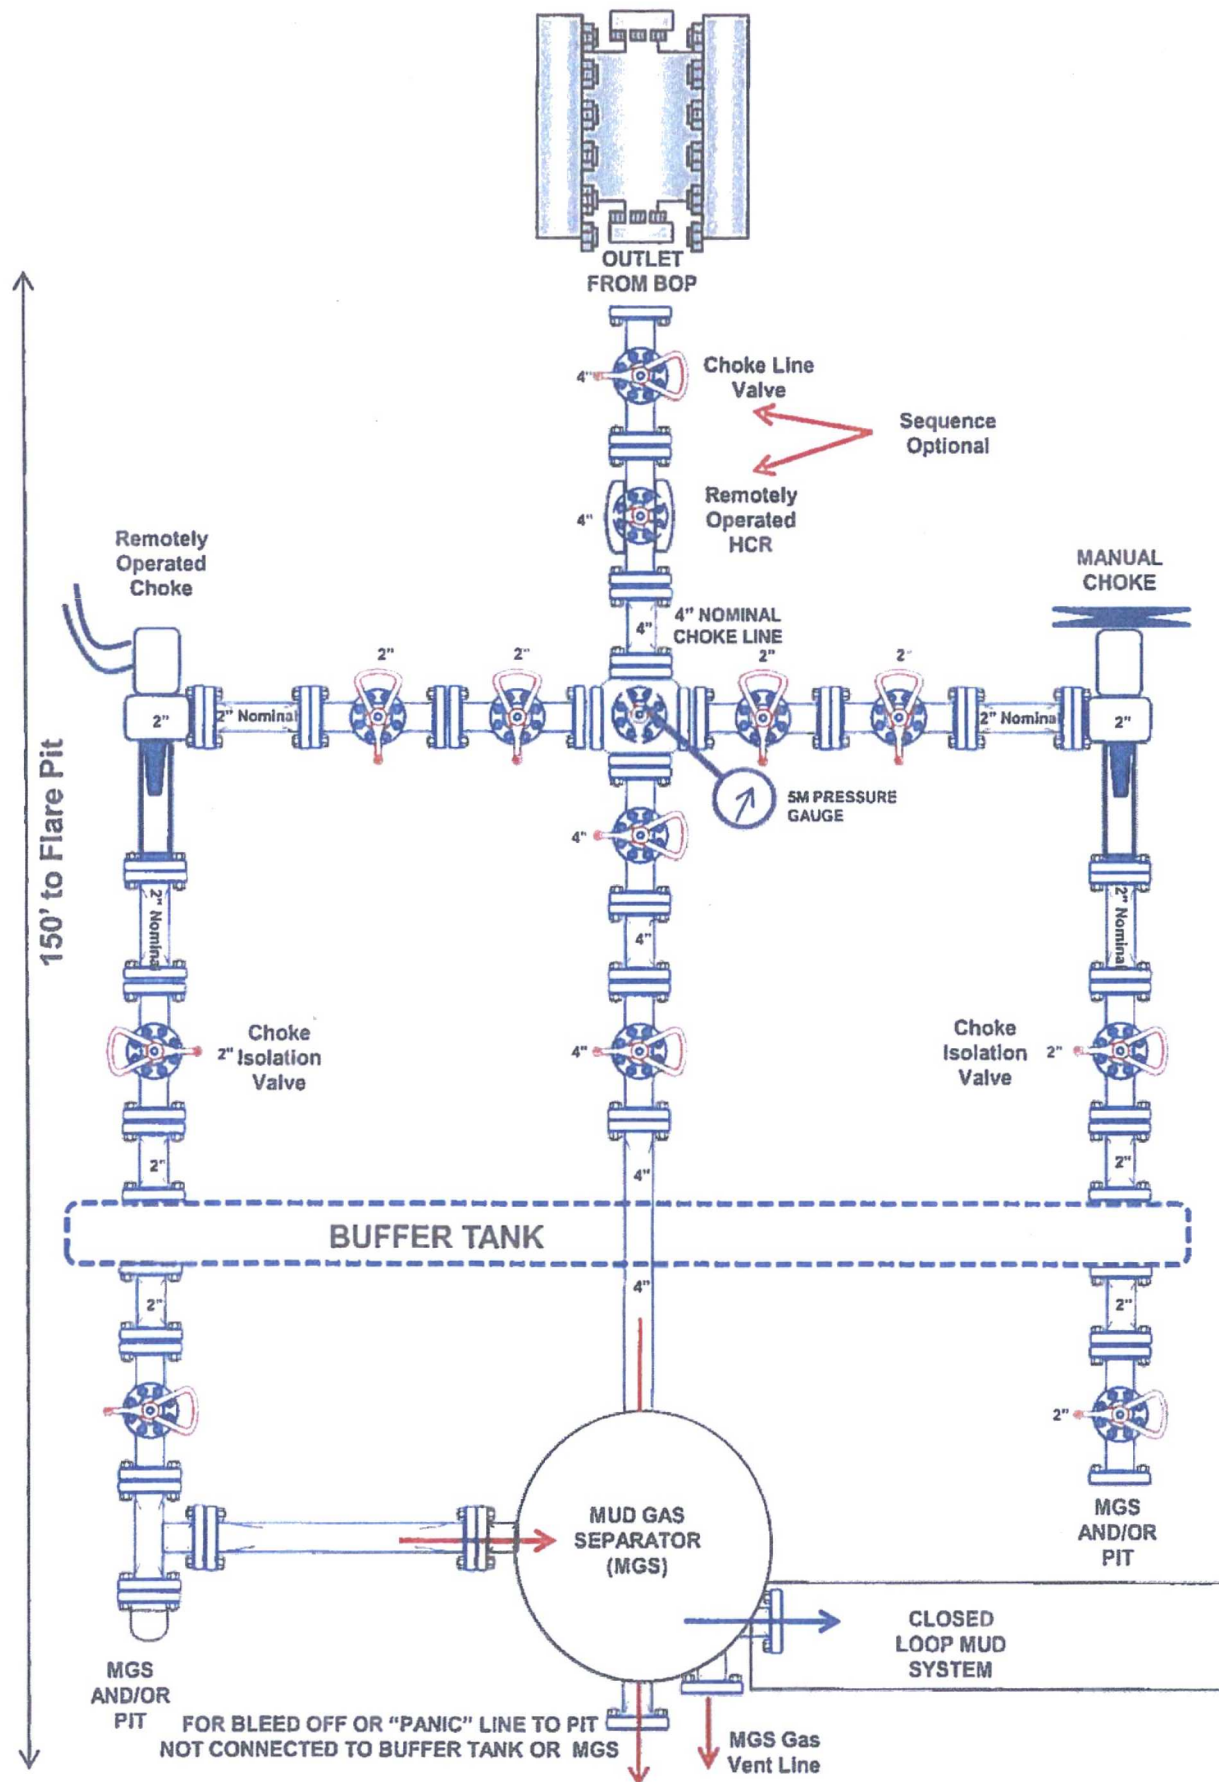 OUTLET
FROM BOP
4"
Choke Line
Valve
Sequence
Optional
4"
Remotely
Operated
HCR
Remotely
Operated
Choke
MANUAL
CHOKE
4"
4" NOMINAL
CHOKE LINE
2"
2"
2"
2"
2"
2" Nominal
2" Nominal
2"
5M PRESSURE
GAUGE
4"
150' to Flare Pit
2" Nominal
4"
2" Nominal
2"
Choke
Isolation
Valve
4"
Choke
Isolation
Valve
2"
2"
4"
2"
BUFFER TANK
4"
2"
2"
2"
MUD GAS
SEPARATOR
(MGS)
MGS
AND/OR
PIT
CLOSED
LOOP MUD
SYSTEM
MGS
AND/OR
PIT
FOR BLEED OFF OR “PANIC” LINE TO PIT
NOT CONNECTED TO BUFFER TANK OR MGS
MGS Gas
Vent Line